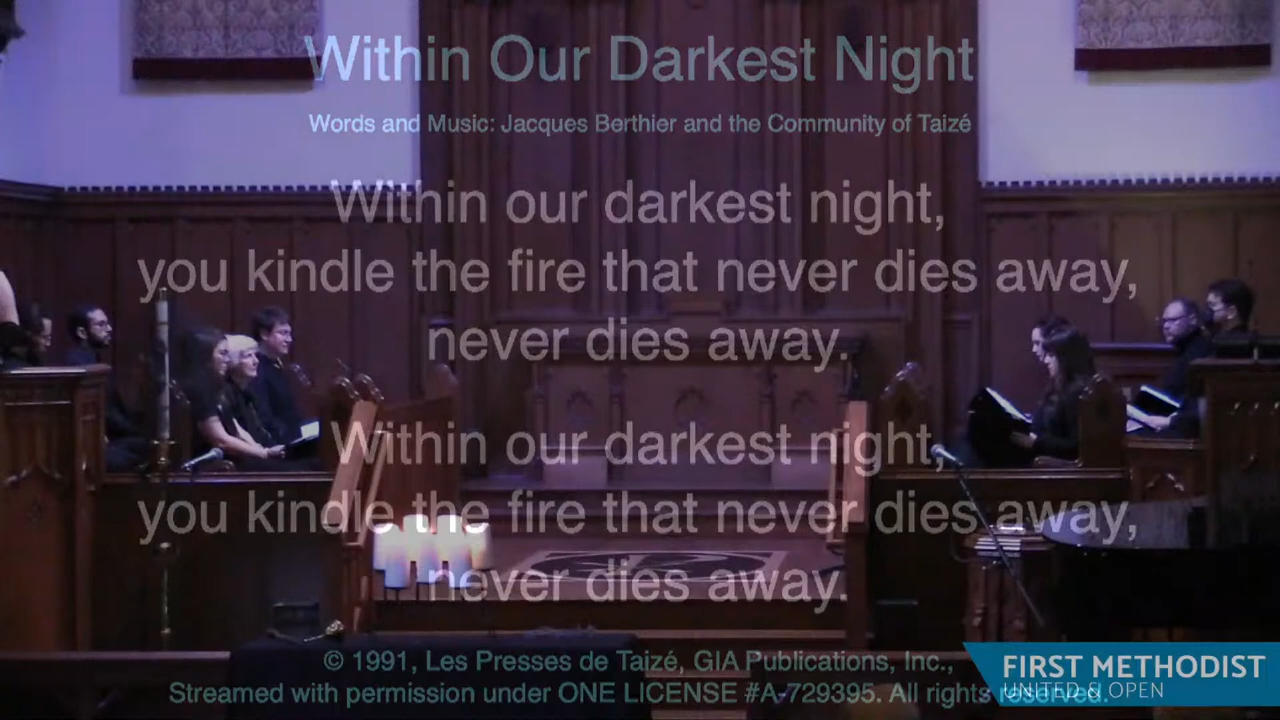 Within Our Darkest Night
Words and Music: Jacques Berthier and the Community of Taizé
Within our darkest night,
you kindle the fire that never dies away,
never dies away.
Within our darkest night,
you kindle the fire that never dies away,
never dies away.
© 1991, Les Presses de Taizé, GIA Publications, Inc.,
Streamed with permission under ONE LICENSE #A-729395. All rights reserved.
FIRST METHODIST
UNITED & OPEN